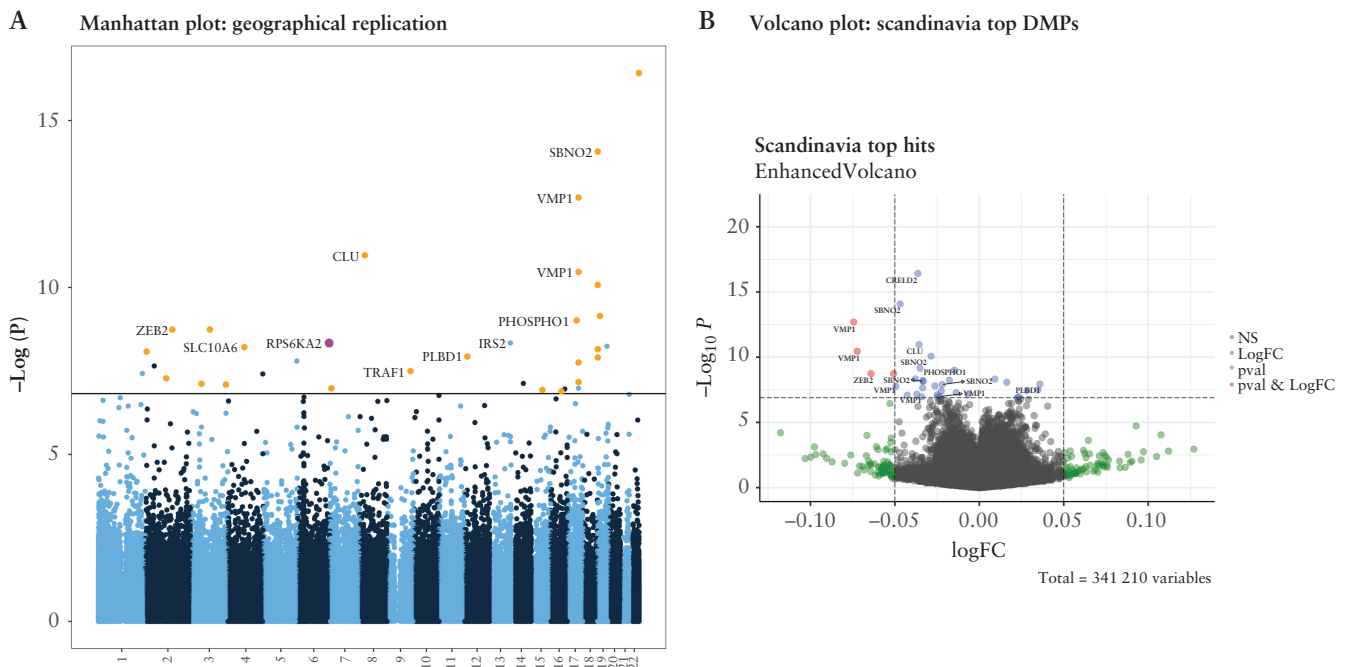 A Manhattan plot: geographical replication
−Log (P)
15
10
5
0
SBNO2
VMP1
CLU
VMP1
PHOSPHO1
ZEB2
SLC10A6
RPS6KA2
IRS2
PLBD1
TRAF1
1 2 3 4 5 6 7 8 9 10 11 12 13 14 15 16 17 18 19 20 21 22
B Volcano plot: scandinavia top DMPs
Scandinavia top hits
EnhancedVolcano
−Log10 P
20
15
10
5
0
CRELD2
SBNO2
VMP1
CLU
VMP1
SBNO2
PHOSPHO1
ZEB2
SBNO2
SBNO2
VMP1
PLBD1
VMP1
VMP1
NS
LogFC
pval
pval & LogFC
−0.10 −0.05 0.00 0.05 0.10
logFC
Total = 341 210 variables